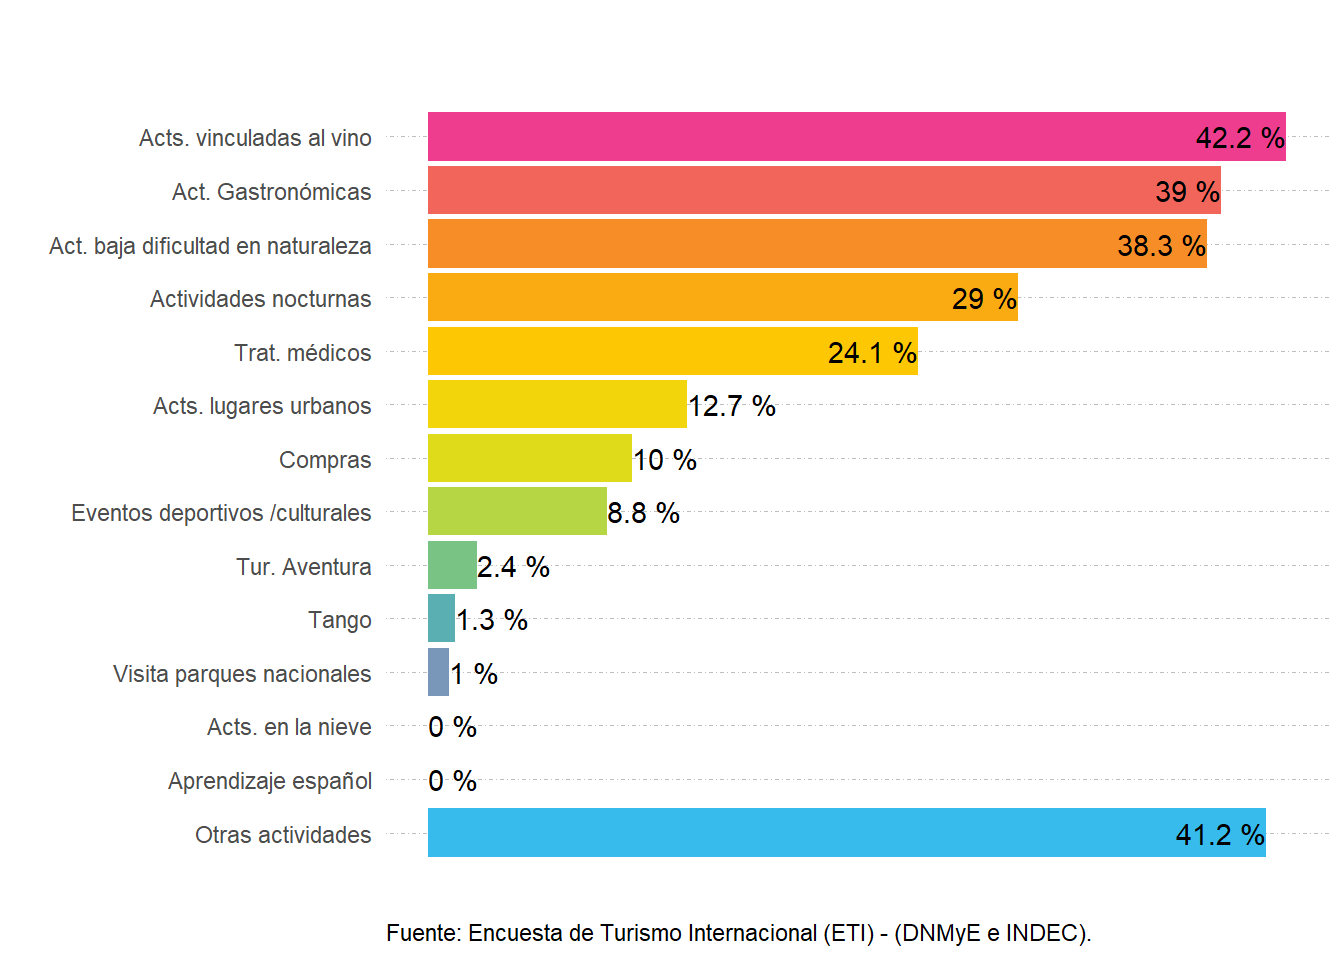 Acts. vinculadas al vino 42.2 %
Act. Gastronómicas 39 %
Act. baja dificultad en naturaleza 38.3 %
Actividades nocturnas 29 %
Trat. médicos 24.1 %
Acts. lugares urbanos 12.7 %
Compras 10 %
Eventos deportivos /culturales 8.8 %
Tur. Aventura 2.4 %
Tango 1.3 %
Visita parques nacionales 1 %
Acts. en la nieve 0 %
Aprendizaje español 0 %
Otras actividades 41.2 %
Fuente: Encuesta de Turismo Internacional (ETI) - (DNMyE e INDEC).